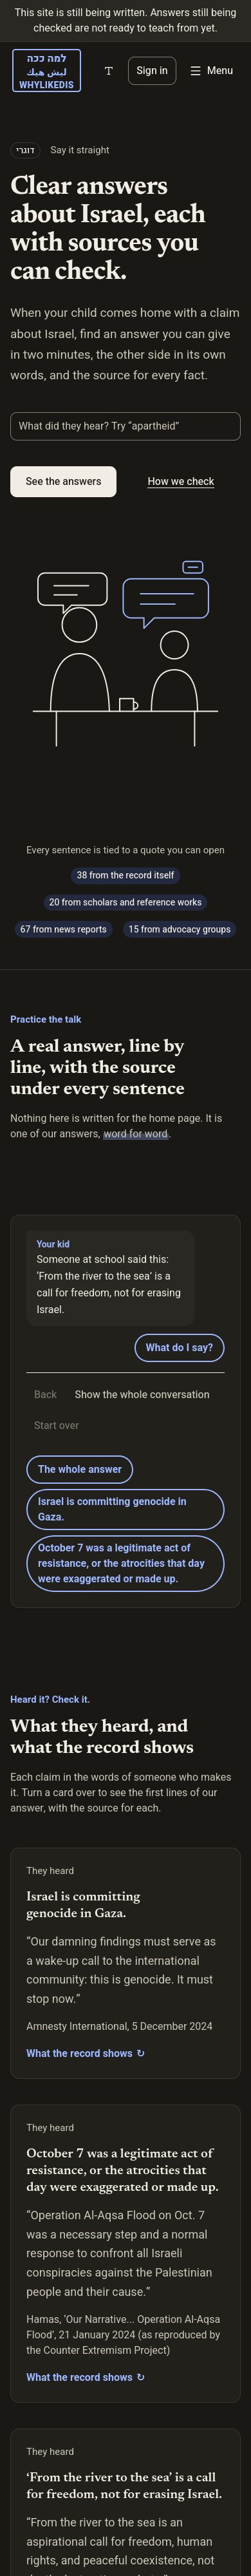 This site is still being written. Answers still being
checked are not ready to teach from yet.
למה ככה
ليش هيك
WHYLIKEDIS
T
Sign in
Menu
דוגרי
Say it straight
Clear answers
about Israel, each
with sources you
can check.
When your child comes home with a claim
about Israel, find an answer you can give
in two minutes, the other side in its own
words, and the source for every fact.
What did they hear? Try “apartheid”
See the answers
How we check
Every sentence is tied to a quote you can open
38 from the record itself
20 from scholars and reference works
67 from news reports
15 from advocacy groups
Practice the talk
A real answer, line by
line, with the source
under every sentence
Nothing here is written for the home page. It is
one of our answers, word for word.
Your kid
Someone at school said this:
‘From the river to the sea’ is a
call for freedom, not for erasing
Israel.
What do I say?
Back
Show the whole conversation
Start over
The whole answer
Israel is committing genocide in
Gaza.
October 7 was a legitimate act of
resistance, or the atrocities that day
were exaggerated or made up.
Heard it? Check it.
What they heard, and
what the record shows
Each claim in the words of someone who makes
it. Turn a card over to see the first lines of our
answer, with the source for each.
They heard
Israel is committing
genocide in Gaza.
“Our damning findings must serve as
a wake-up call to the international
community: this is genocide. It must
stop now.”
Amnesty International, 5 December 2024
What the record shows ↻
They heard
October 7 was a legitimate act of
resistance, or the atrocities that
day were exaggerated or made up.
“Operation Al-Aqsa Flood on Oct. 7
was a necessary step and a normal
response to confront all Israeli
conspiracies against the Palestinian
people and their cause.”
Hamas, ‘Our Narrative... Operation Al-Aqsa
Flood’, 21 January 2024 (as reproduced by
the Counter Extremism Project)
What the record shows ↻
They heard
‘From the river to the sea’ is a call
for freedom, not for erasing Israel.
“From the river to the sea is an
aspirational call for freedom, human
rights, and peaceful coexistence, not